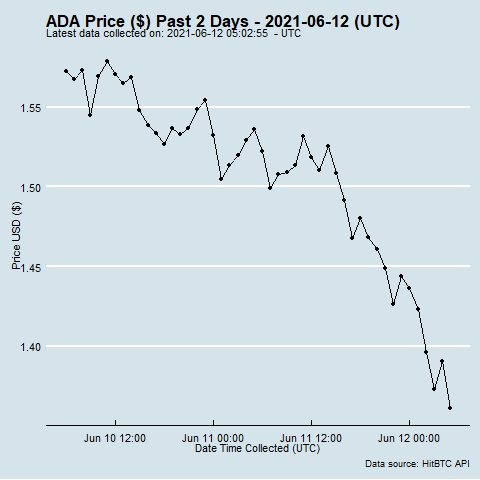 ADA Price ($) Past 2 Days - 2021-06-12 (UTC)
Latest data collected on: 2021-06-12 05:02:55 - UTC
1.55
1.50
1.45
1.40
Price USD ($)
Jun 10 12:00 Jun 11 00:00 Jun 11 12:00 Jun 12 00:00
Date Time Collected (UTC)
Data source: HitBTC API